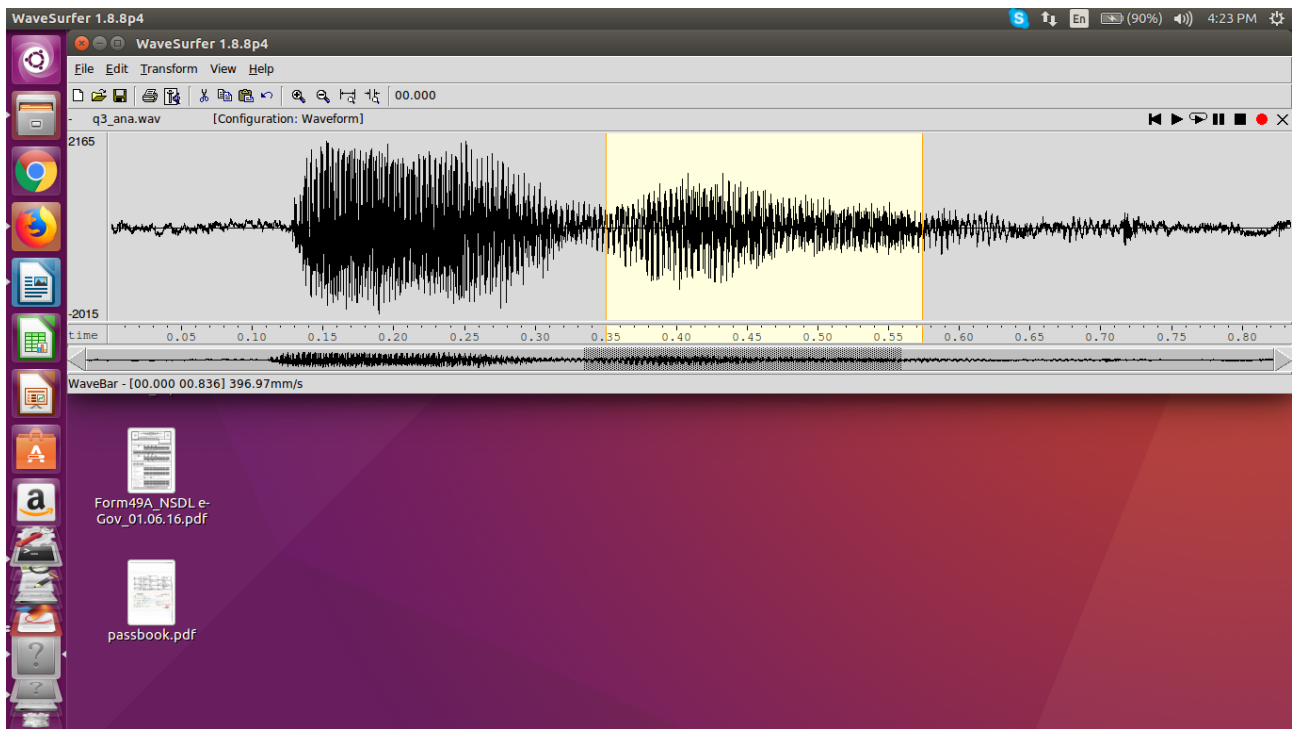 WaveSurfer 1.8.8p4
En (90%) 4:23 PM
WaveSurfer 1.8.8p4
File Edit Transform View Help
00.000
- q3_ana.wav [Configuration: Waveform]
2165
-2015
time 0.05 0.10 0.15 0.20 0.25 0.30 0.35 0.40 0.45 0.50 0.55 0.60 0.65 0.70 0.75 0.80
WaveBar - [00.000 00.836] 396.97mm/s
Form49A_NSDL e-
Gov_01.06.16.pdf
passbook.pdf